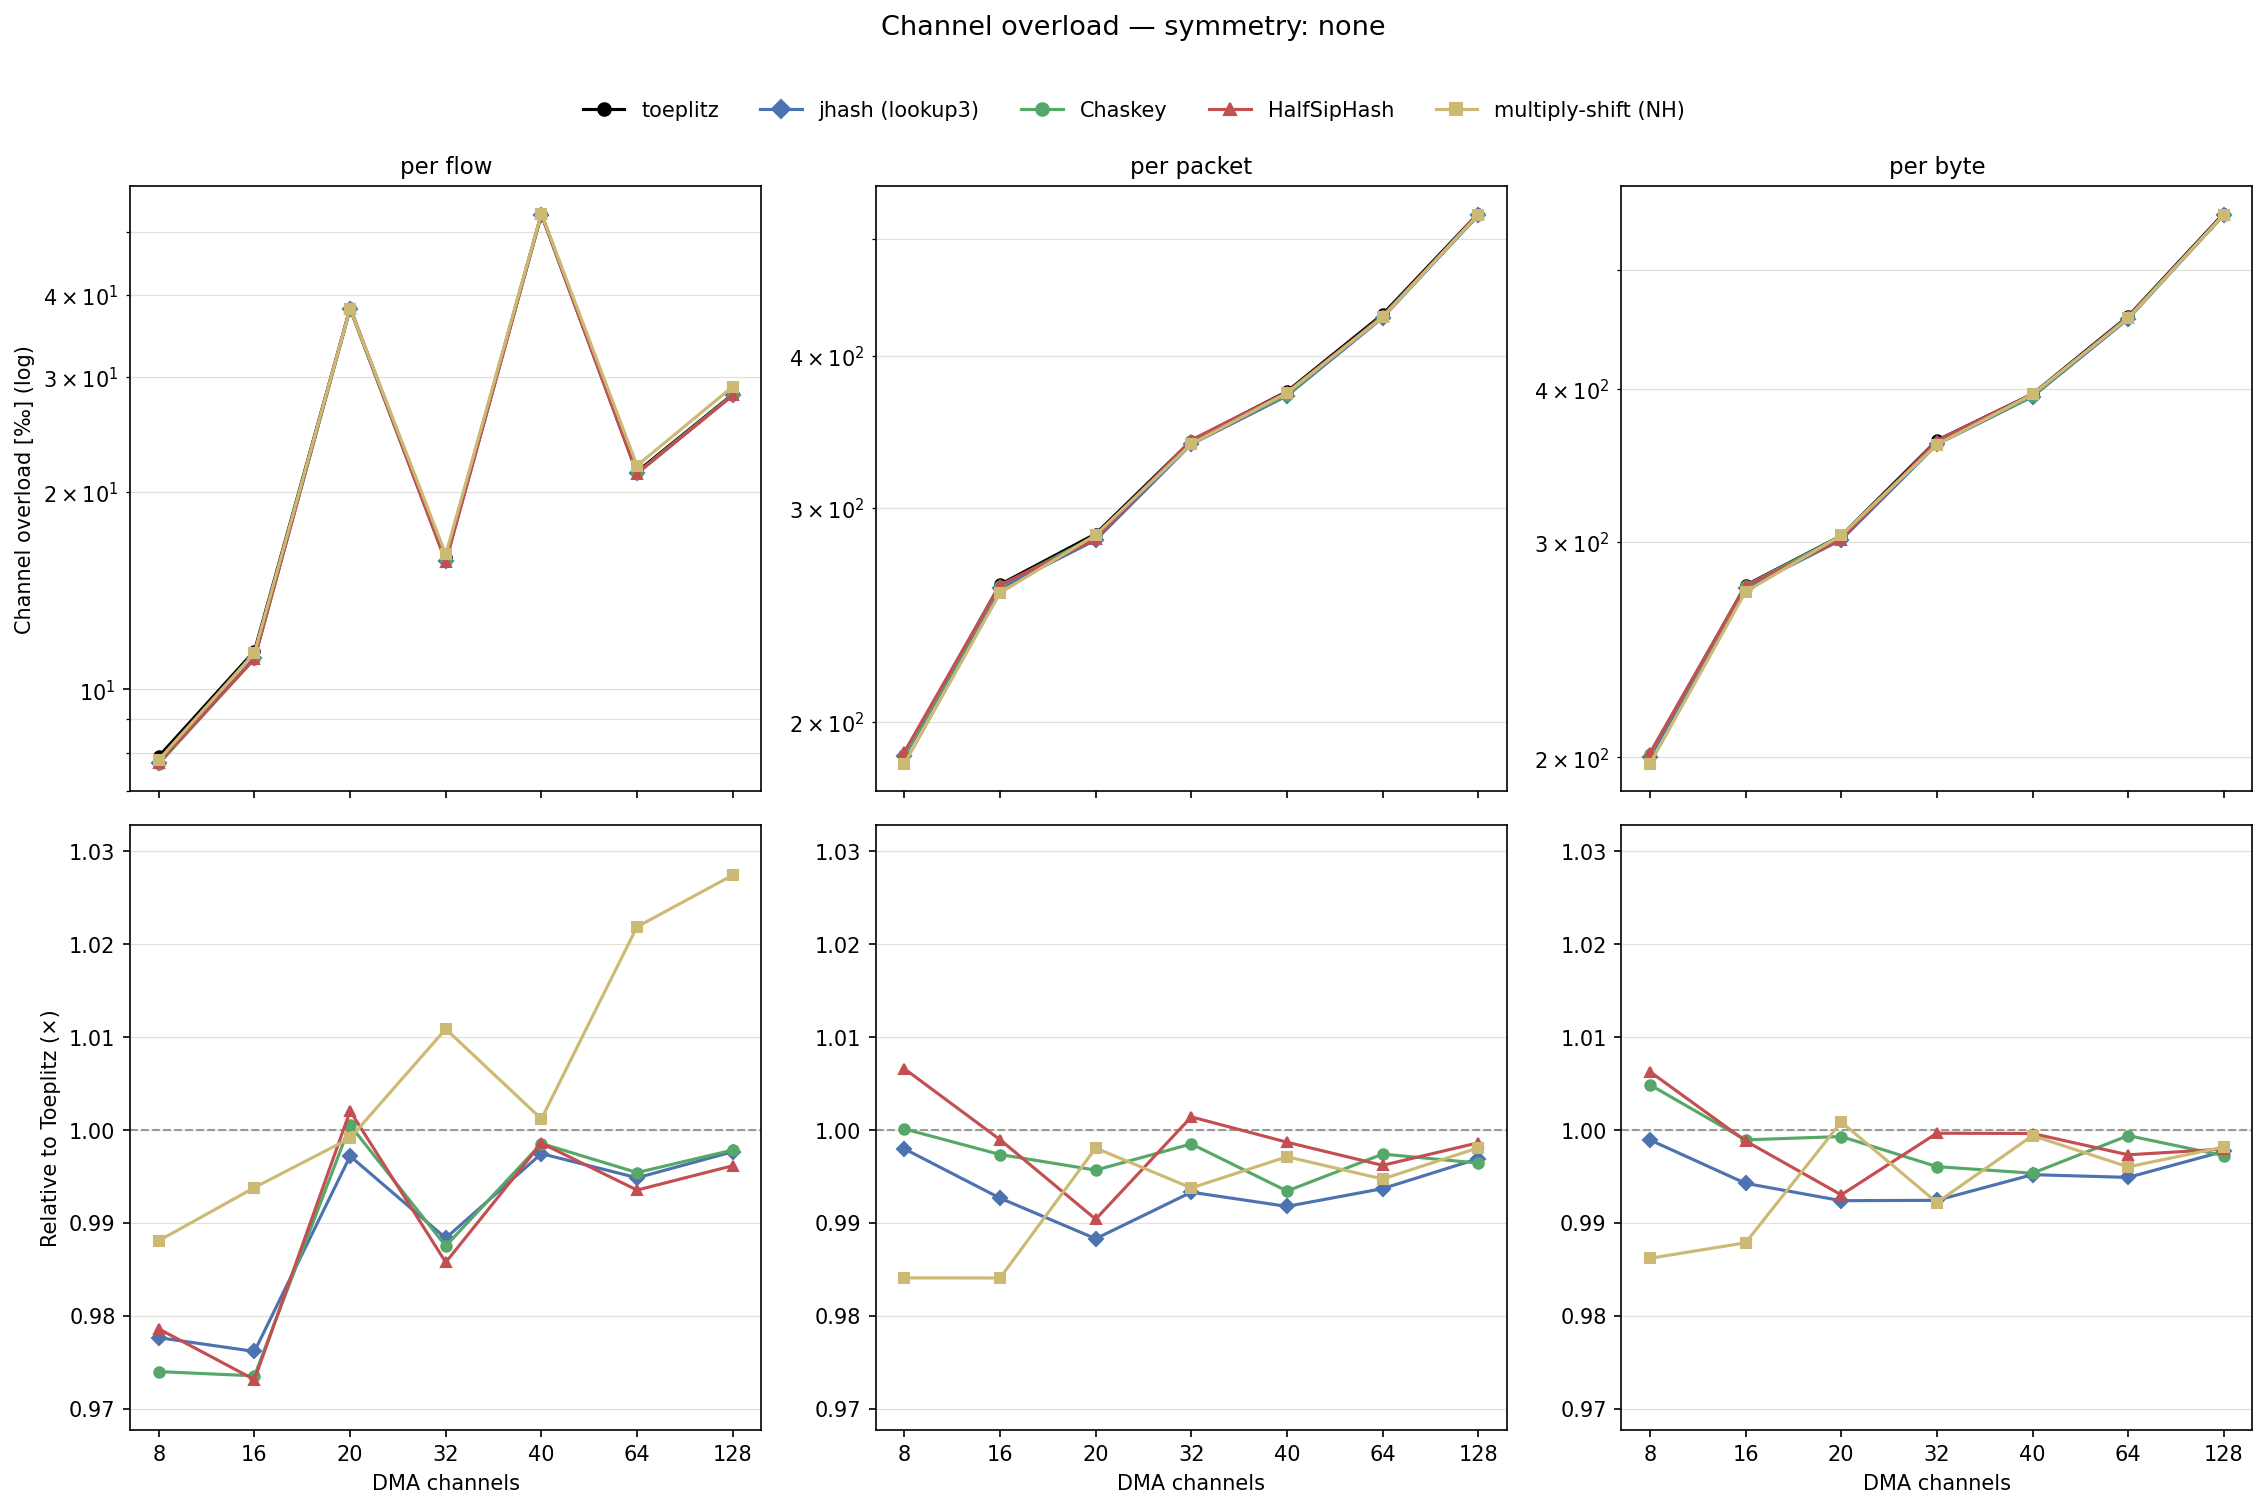 Channel overload — symmetry: none
toeplitz jhash (lookup3) Chaskey HalfSipHash multiply-shift (NH)
per flow
Channel overload [‰] (log)
4 × 10¹
3 × 10¹
2 × 10¹
10¹
per packet
4 × 10²
3 × 10²
2 × 10²
per byte
4 × 10²
3 × 10²
2 × 10²
Relative to Toeplitz (×)
1.03
1.02
1.01
1.00
0.99
0.98
0.97
8 16 20 32 40 64 128
DMA channels
1.03
1.02
1.01
1.00
0.99
0.98
0.97
8 16 20 32 40 64 128
DMA channels
1.03
1.02
1.01
1.00
0.99
0.98
0.97
8 16 20 32 40 64 128
DMA channels